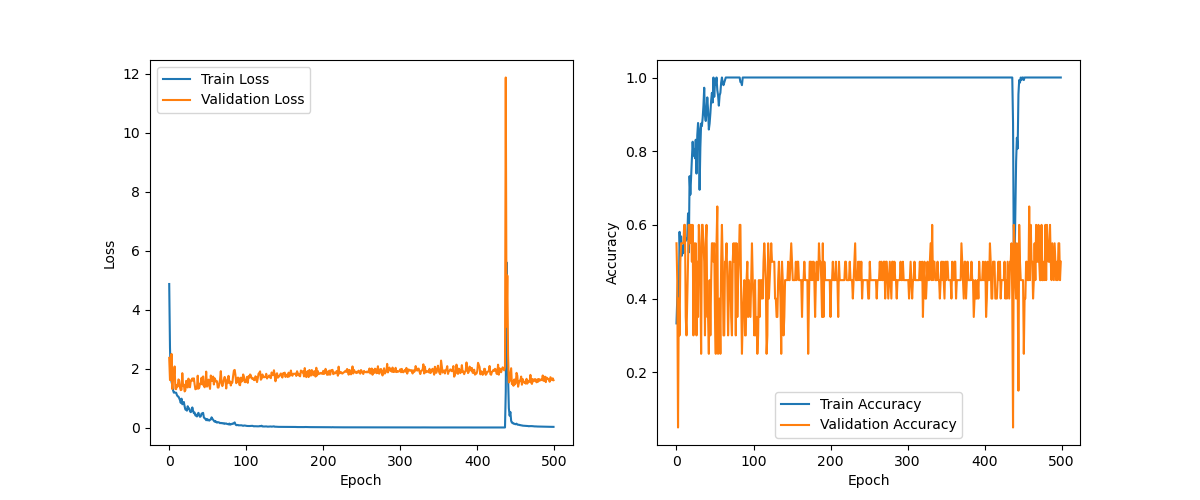 Train Loss
Validation Loss
12
10
8
6
4
2
0
0 100 200 300 400 500
Epoch
Loss
1.0
0.8
0.6
0.4
0.2
0 100 200 300 400 500
Epoch
Accuracy
Train Accuracy
Validation Accuracy